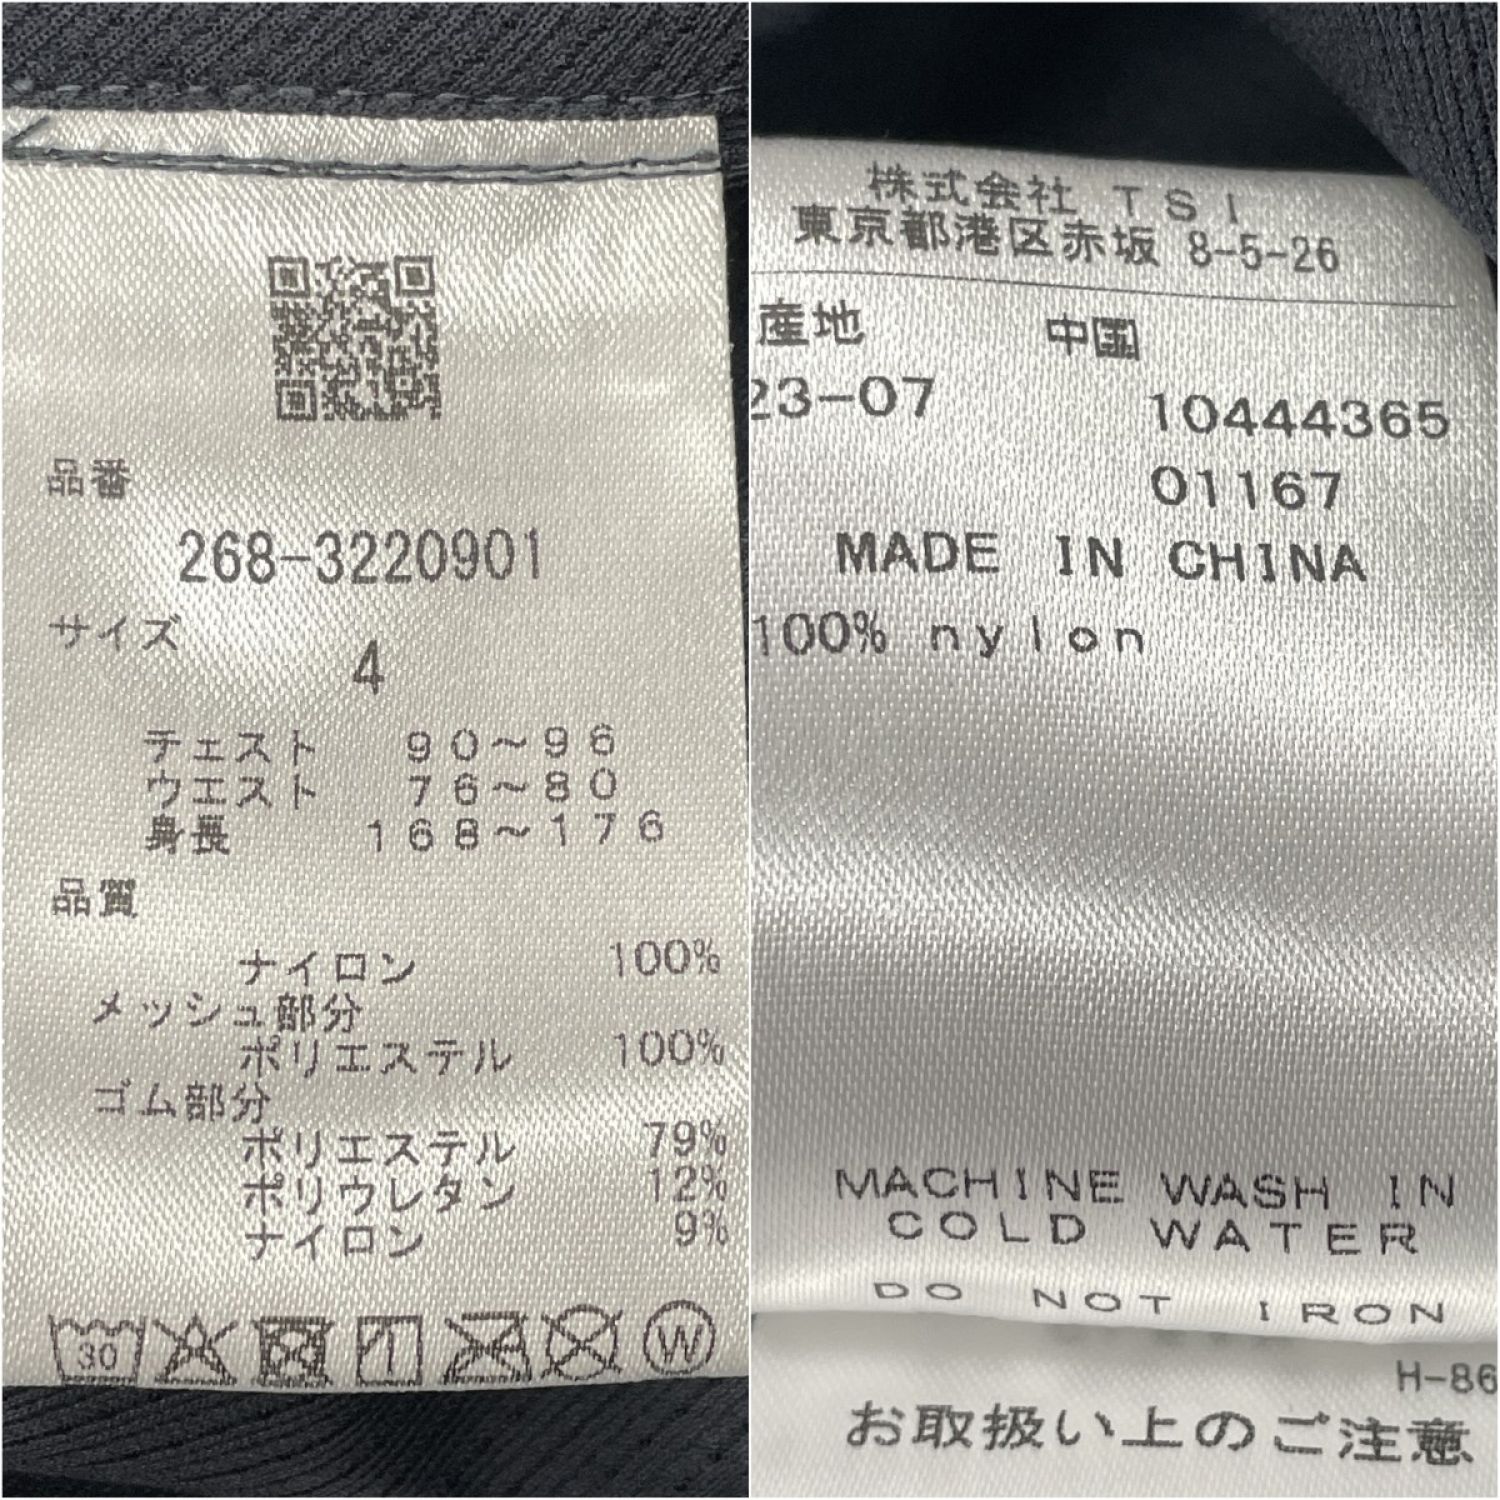 品番
268-3220901
サイズ
4
チェスト 90～96
ウエスト 76～80
身長 168～176
品質
ナイロン 100%
メッシュ部分
ポリエステル 100%
ゴム部分
ポリエステル 79%
ポリウレタン 12%
ナイロン 9%
30
W
株式会社 TSI
東京都港区赤坂 8-5-26
産地 中国
23-07 10444365
01167
MADE IN CHINA
100% nylon
MACHINE WASH IN
COLD WATER
DO NOT IRON
H-86
お取扱い上のご注意